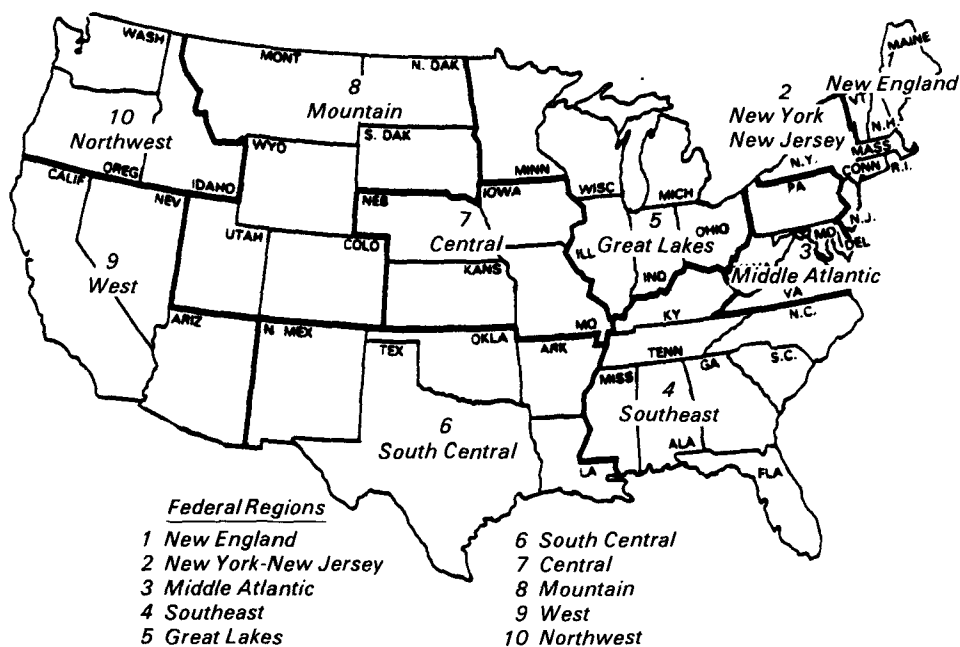 WASH
MONT
N. DAK
8
Mountain
10
Northwest
S. DAK
WYO
OREG
IDAHO
CALIF
NEV
MINN
WISC
MICH
IOWA
NEB
7
Central
UTAH
COLO
KANS
9
West
ILL
IND
OHIO
5
Great Lakes
2
New York
New Jersey
1
New England
MAINE
VT
N.H.
MASS
CONN
R.I.
N.Y.
PA
N.J.
MD
DEL
3
Middle Atlantic
VA
KY
N.C.
MO
ARIZ
N MEX
OKLA
TEX
ARK
TENN
S.C.
MISS
GA
4
Southeast
ALA
FLA
LA
6
South Central
Federal Regions
1 New England
2 New York-New Jersey
3 Middle Atlantic
4 Southeast
5 Great Lakes
6 South Central
7 Central
8 Mountain
9 West
10 Northwest